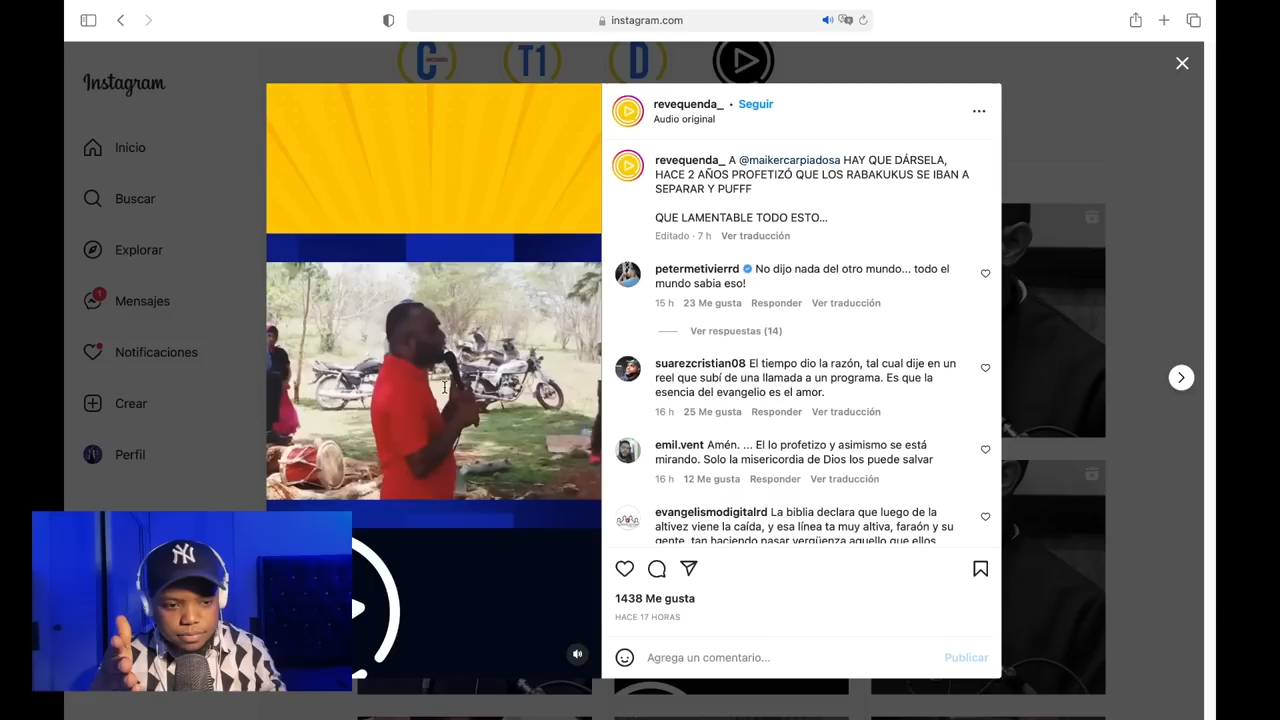 instagram.com
C
T1
D
Instagram
Inicio
Buscar
Explorar
1
Mensajes
Notificaciones
Crear
Perfil
NY
revequenda_ • Seguir
Audio original
revequenda_ A @maikercarpiadosa HAY QUE DÁRSELA,
HACE 2 AÑOS PROFETIZÓ QUE LOS RABAKUKUS SE IBAN A
SEPARAR Y PUFFF
QUE LAMENTABLE TODO ESTO...
Editado · 7 h Ver traducción
petermetivierrd No dijo nada del otro mundo... todo el
mundo sabia eso!
15 h 23 Me gusta Responder Ver traducción
Ver respuestas (14)
suarezcristian08 El tiempo dio la razón, tal cual dije en un
reel que subí de una llamada a un programa. Es que la
esencia del evangelio es el amor.
16 h 25 Me gusta Responder Ver traducción
emil.vent Amén. ... El lo profetizo y asimismo se está
mirando. Solo la misericordia de Dios los puede salvar
16 h 12 Me gusta Responder Ver traducción
evangelismodigitalrd La biblia declara que luego de la
altivez viene la caída, y esa línea ta muy altiva, faraón y su
gente, tan haciendo pasar vergüenza aquello que ellos
1438 Me gusta
HACE 17 HORAS
Agrega un comentario...
Publicar